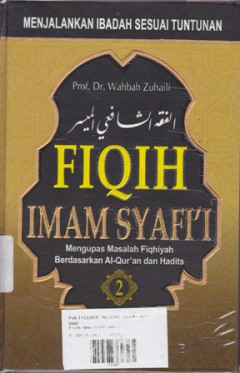 MENJALANKAN IBADAH SESUAI TUNTUNAN
Prof. Dr. Wahbah Zuhaili
الفقه الشافعي الميسر
FIQIH
IMAM SYAFI'I
Mengupas Masalah Fiqhiyah
Berdasarkan Al-Qur'an dan Hadits
2